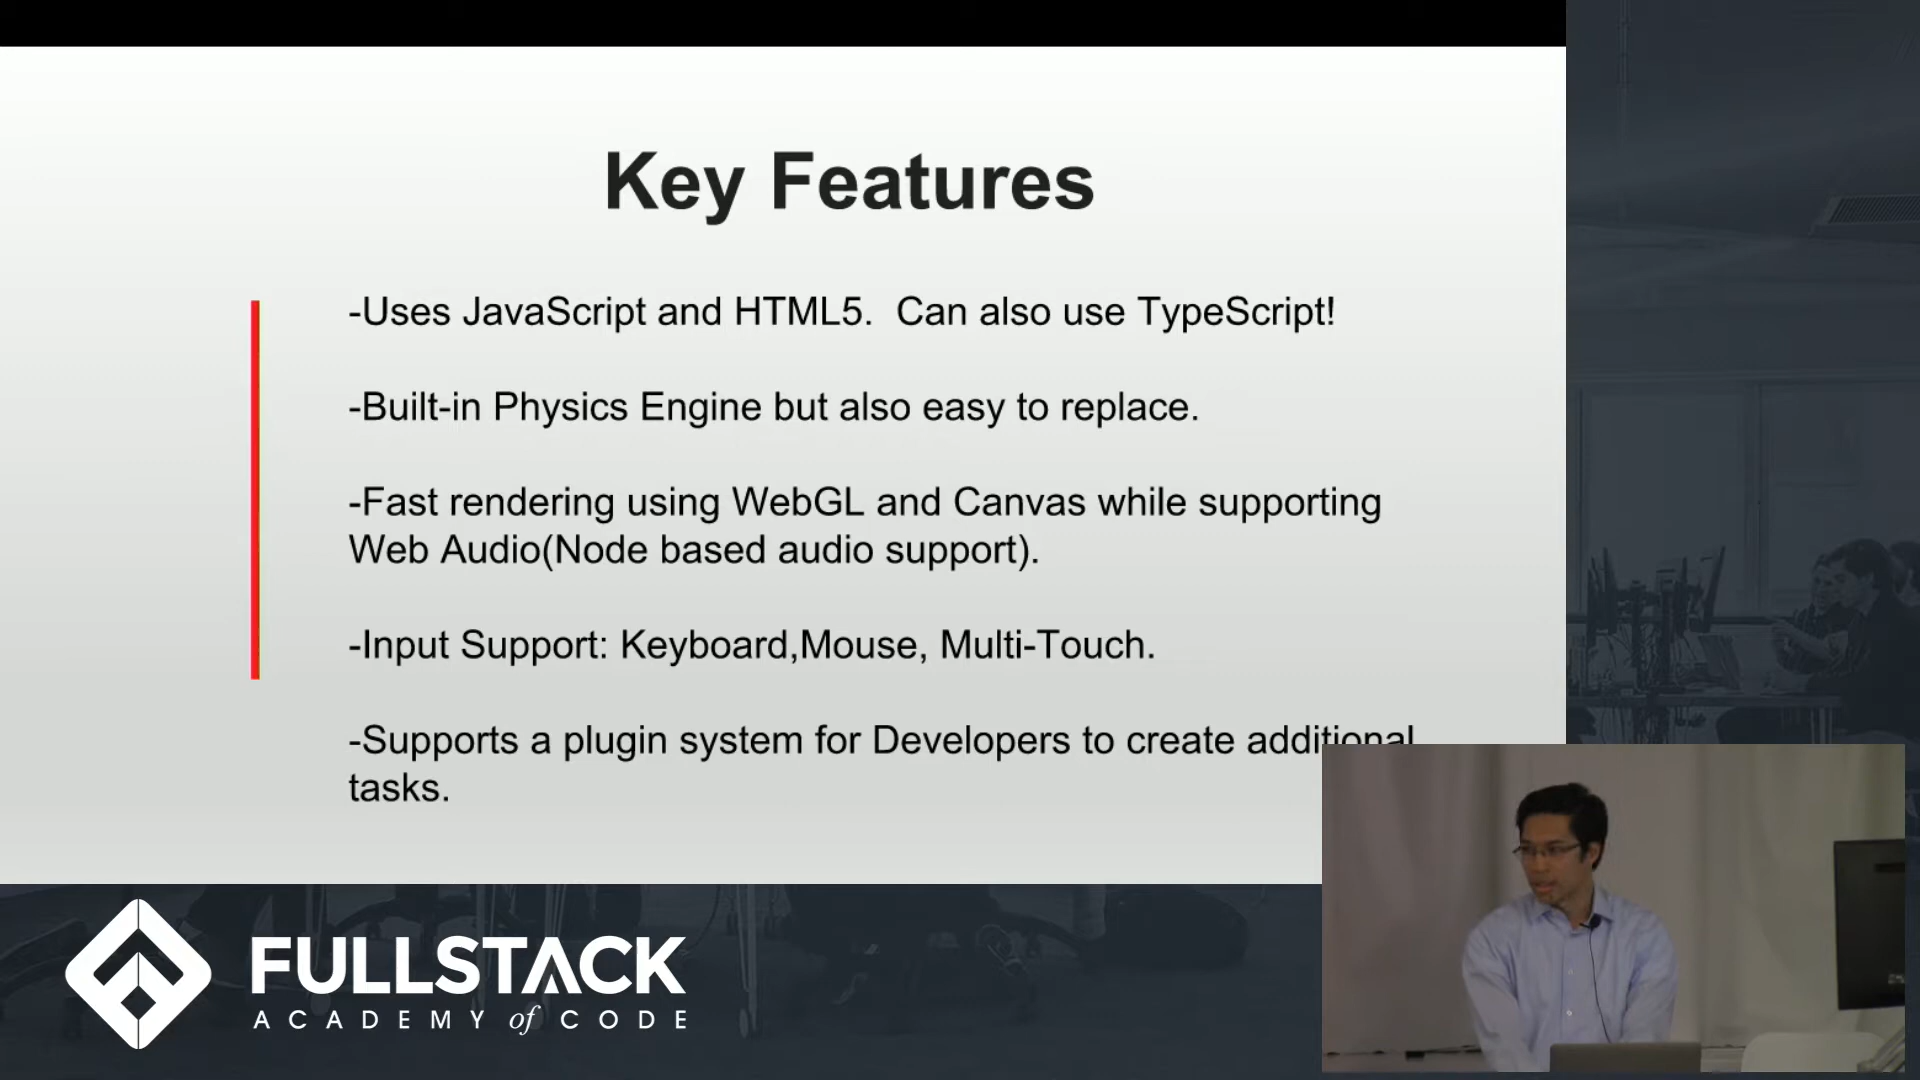 Key Features
-Uses JavaScript and HTML5.  Can also use TypeScript!
-Built-in Physics Engine but also easy to replace.
-Fast rendering using WebGL and Canvas while supporting
Web Audio(Node based audio support).
-Input Support: Keyboard,Mouse, Multi-Touch.
-Supports a plugin system for Developers to create additional
tasks.
FULLSTACK
ACADEMY of CODE